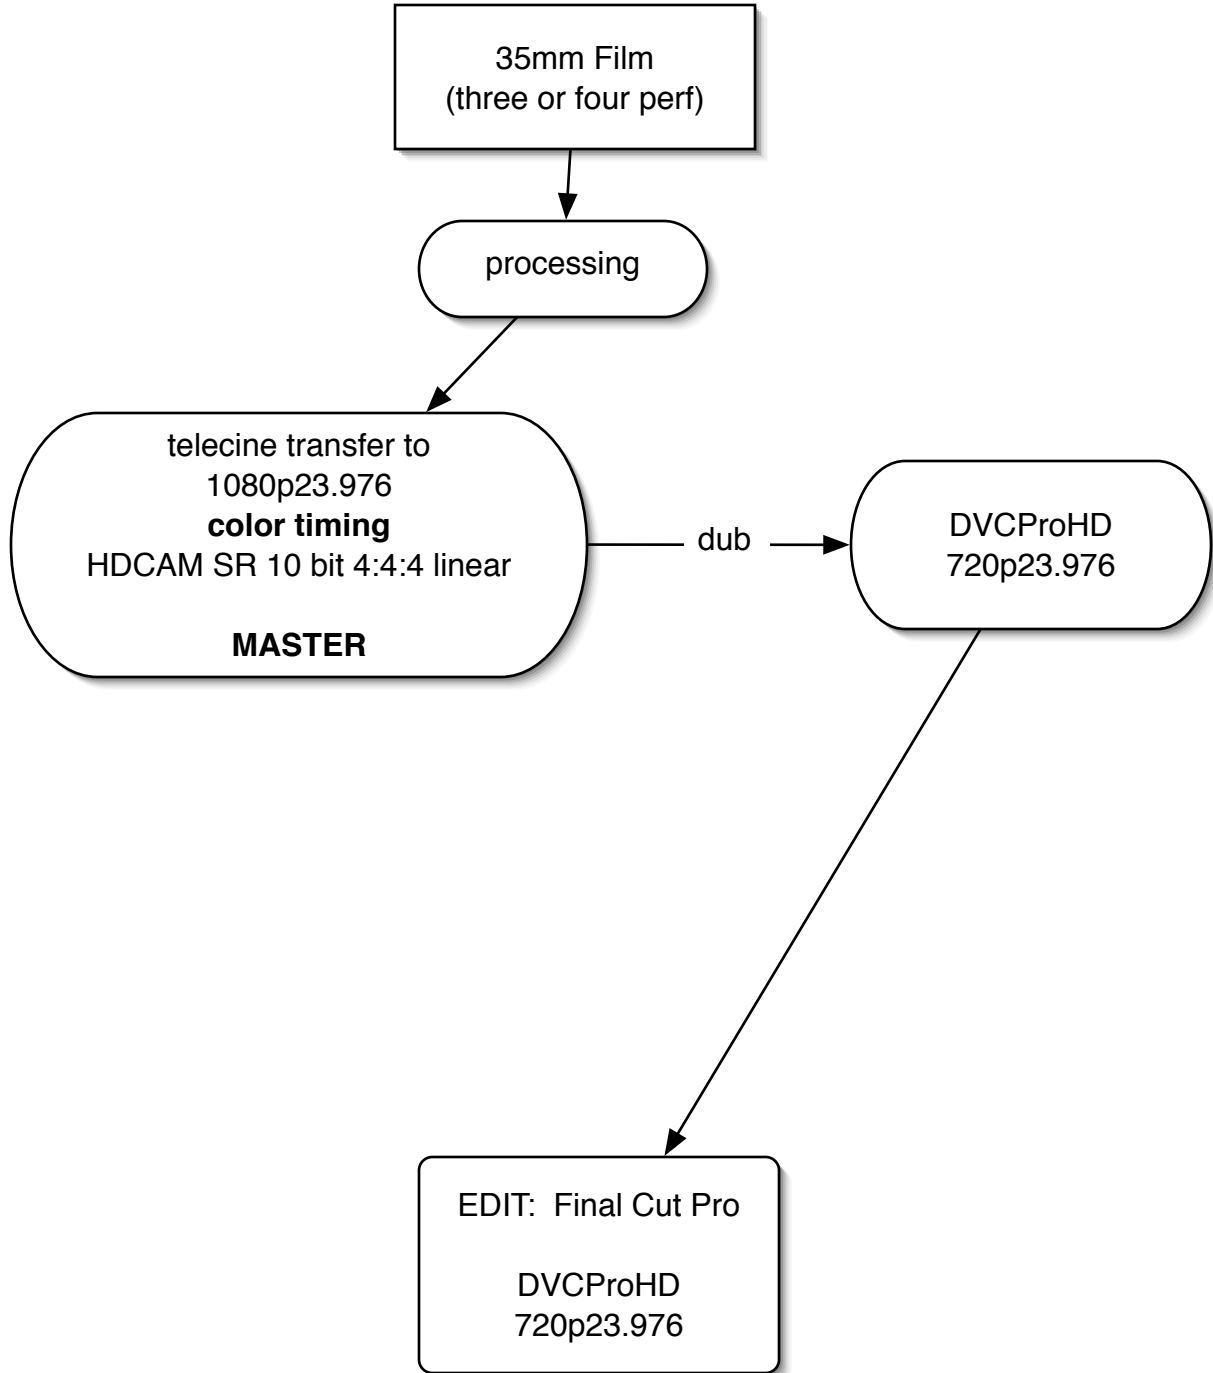 35mm Film
(three or four perf)
processing
telecine transfer to
1080p23.976
color timing
HDCAM SR 10 bit 4:4:4 linear
MASTER
dub
DVCProHD
720p23.976
EDIT:  Final Cut Pro
DVCProHD
720p23.976